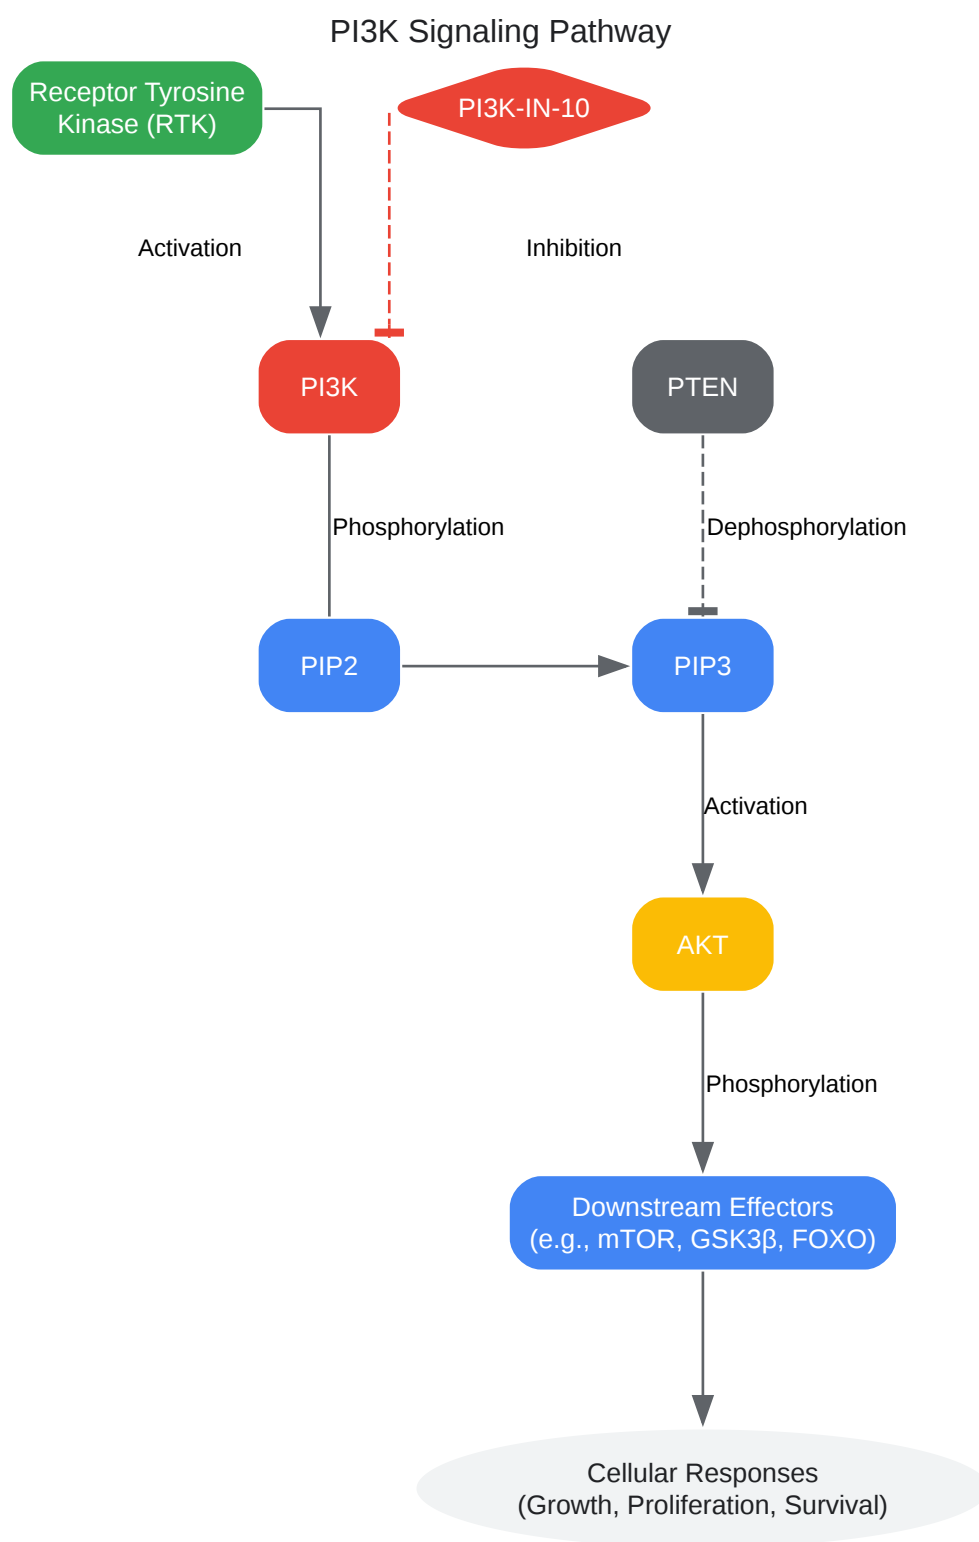 PI3K Signaling Pathway
Receptor Tyrosine
Kinase (RTK)
PI3K-IN-10
Activation
Inhibition
PI3K
PTEN
Phosphorylation
Dephosphorylation
PIP2
PIP3
Activation
AKT
Phosphorylation
Downstream Effectors
(e.g., mTOR, GSK3β, FOXO)
Cellular Responses
(Growth, Proliferation, Survival)